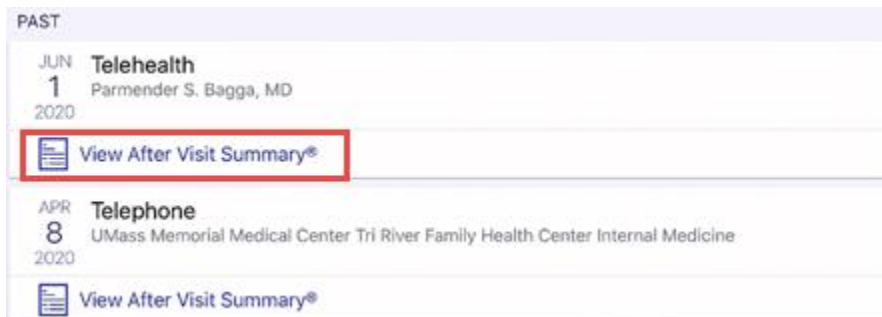 PAST
JUN
1
2020
Telehealth
Parmender S. Bagga, MD
View After Visit Summary®
APR
8
2020
Telephone
UMass Memorial Medical Center Tri River Family Health Center Internal Medicine
View After Visit Summary®